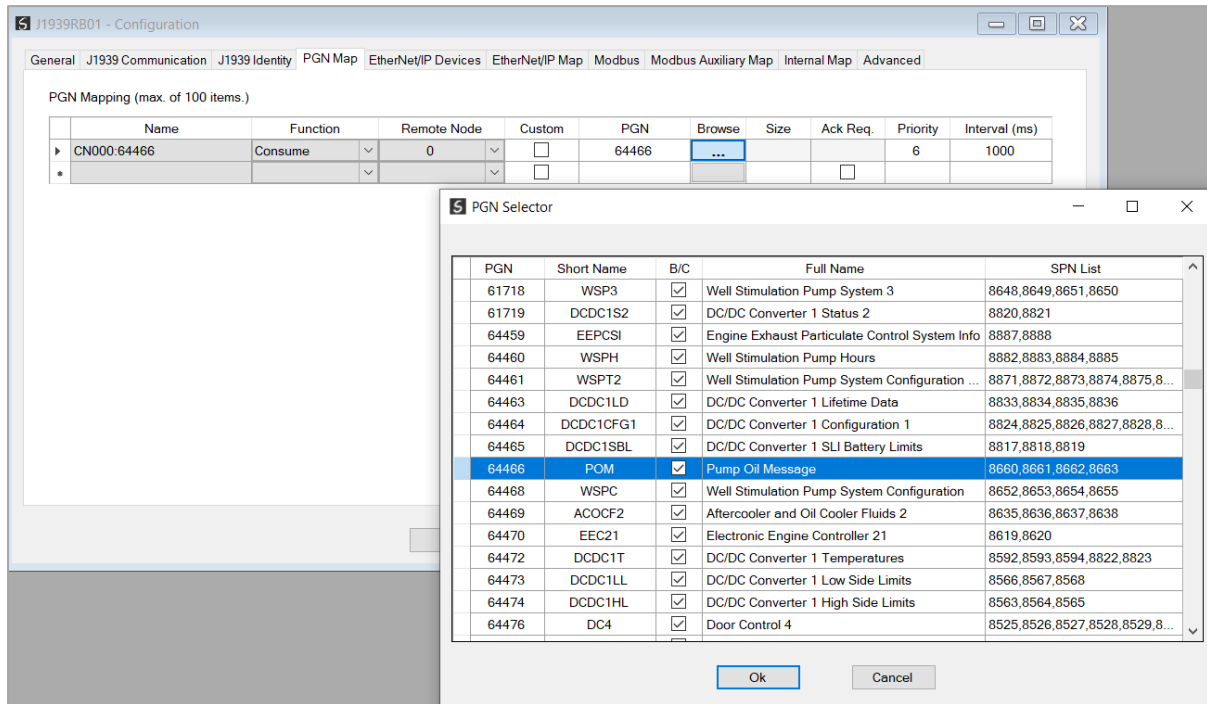 J1939RB01 - Configuration
General J1939 Communication J1939 Identity PGN Map EtherNet/IP Devices EtherNet/IP Map Modbus Modbus Auxiliary Map Internal Map Advanced
PGN Mapping (max. of 100 items.)
Name Function Remote Node Custom PGN Browse Size Ack Req. Priority Interval (ms)
CN000:64466 Consume 0 64466 ... 6 1000
PGN Selector
PGN Short Name B/C Full Name SPN List
61718 WSP3 Well Stimulation Pump System 3 8648,8649,8651,8650
61719 DCDC1S2 DC/DC Converter 1 Status 2 8820,8821
64459 EEPCSI Engine Exhaust Particulate Control System Info 8887,8888
64460 WSPH Well Stimulation Pump Hours 8882,8883,8884,8885
64461 WSPT2 Well Stimulation Pump System Configuration ... 8871,8872,8873,8874,8875,8...
64463 DCDC1LD DC/DC Converter 1 Lifetime Data 8833,8834,8835,8836
64464 DCDC1CFG1 DC/DC Converter 1 Configuration 1 8824,8825,8826,8827,8828,8...
64465 DCDC1SBL DC/DC Converter 1 SLI Battery Limits 8817,8818,8819
64466 POM Pump Oil Message 8660,8661,8662,8663
64468 WSPC Well Stimulation Pump System Configuration 8652,8653,8654,8655
64469 ACOCF2 Aftercooler and Oil Cooler Fluids 2 8635,8636,8637,8638
64470 EEC21 Electronic Engine Controller 21 8619,8620
64472 DCDC1T DC/DC Converter 1 Temperatures 8592,8593,8594,8822,8823
64473 DCDC1LL DC/DC Converter 1 Low Side Limits 8566,8567,8568
64474 DCDC1HL DC/DC Converter 1 High Side Limits 8563,8564,8565
64476 DC4 Door Control 4 8525,8526,8527,8528,8529,8...
Ok Cancel